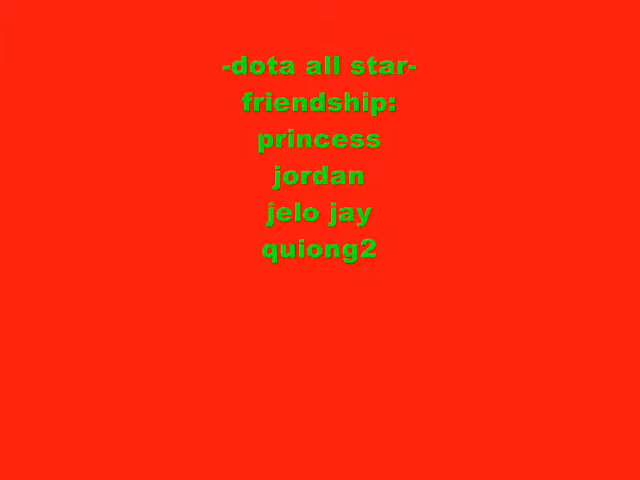 -dota all star-
friendship:
princess
jordan
jelo jay
quiong2